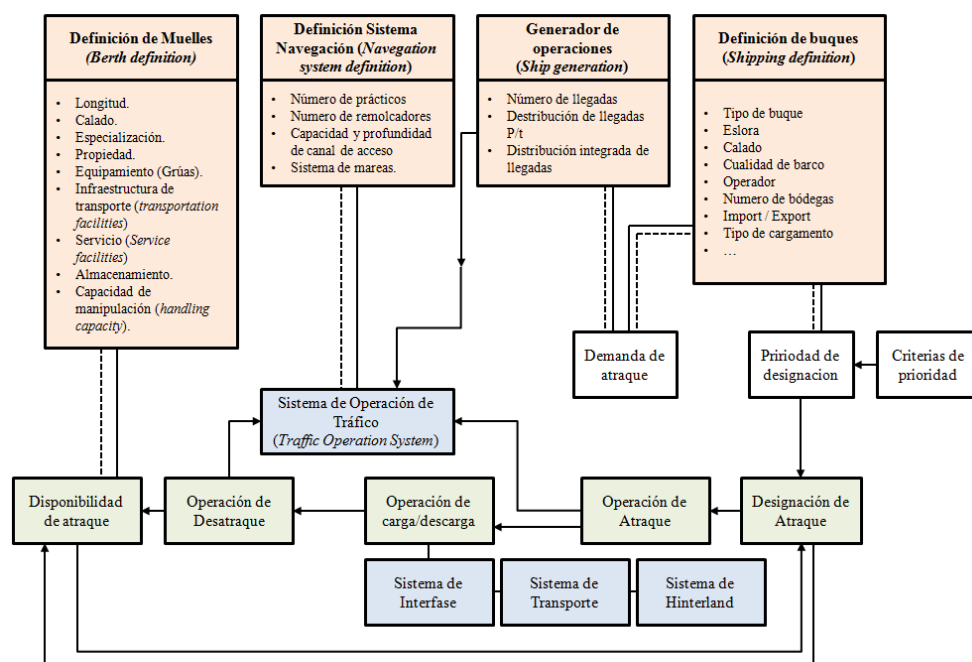 Definición de Muelles
(Berth definition)
• Longitud.
• Calado.
• Especialización.
• Propiedad.
• Equipamiento (Grúas).
• Infraestructura de
transporte (transportation
facilities)
• Servicio (Service
facilities)
• Almacenamiento.
• Capacidad de
manipulación (handling
capacity).
Definición Sistema
Navegación (Navegation
system definition)
• Número de prácticos
• Numero de remolcadores
• Capacidad y profundidad
de canal de acceso
• Sistema de mareas.
Generador de
operaciones
(Ship generation)
• Número de llegadas
• Destribución de llegadas
P/t
• Distribución integrada de
llegadas
Definición de buques
(Shipping definition)
• Tipo de buque
• Eslora
• Calado
• Cualidad de barco
• Operador
• Numero de bódegas
• Import / Export
• Tipo de cargamento
• …
Demanda de
atraque
Piriodad de
designacion
Criterias de
prioridad
Sistema de Operación de
Tráfico
(Traffic Operation System)
Disponibilidad
de atraque
Operación de
Desatraque
Operación de
carga/descarga
Operación de
Atraque
Designación de
Atraque
Sistema de
Interfase
Sistema de
Transporte
Sistema de
Hinterland